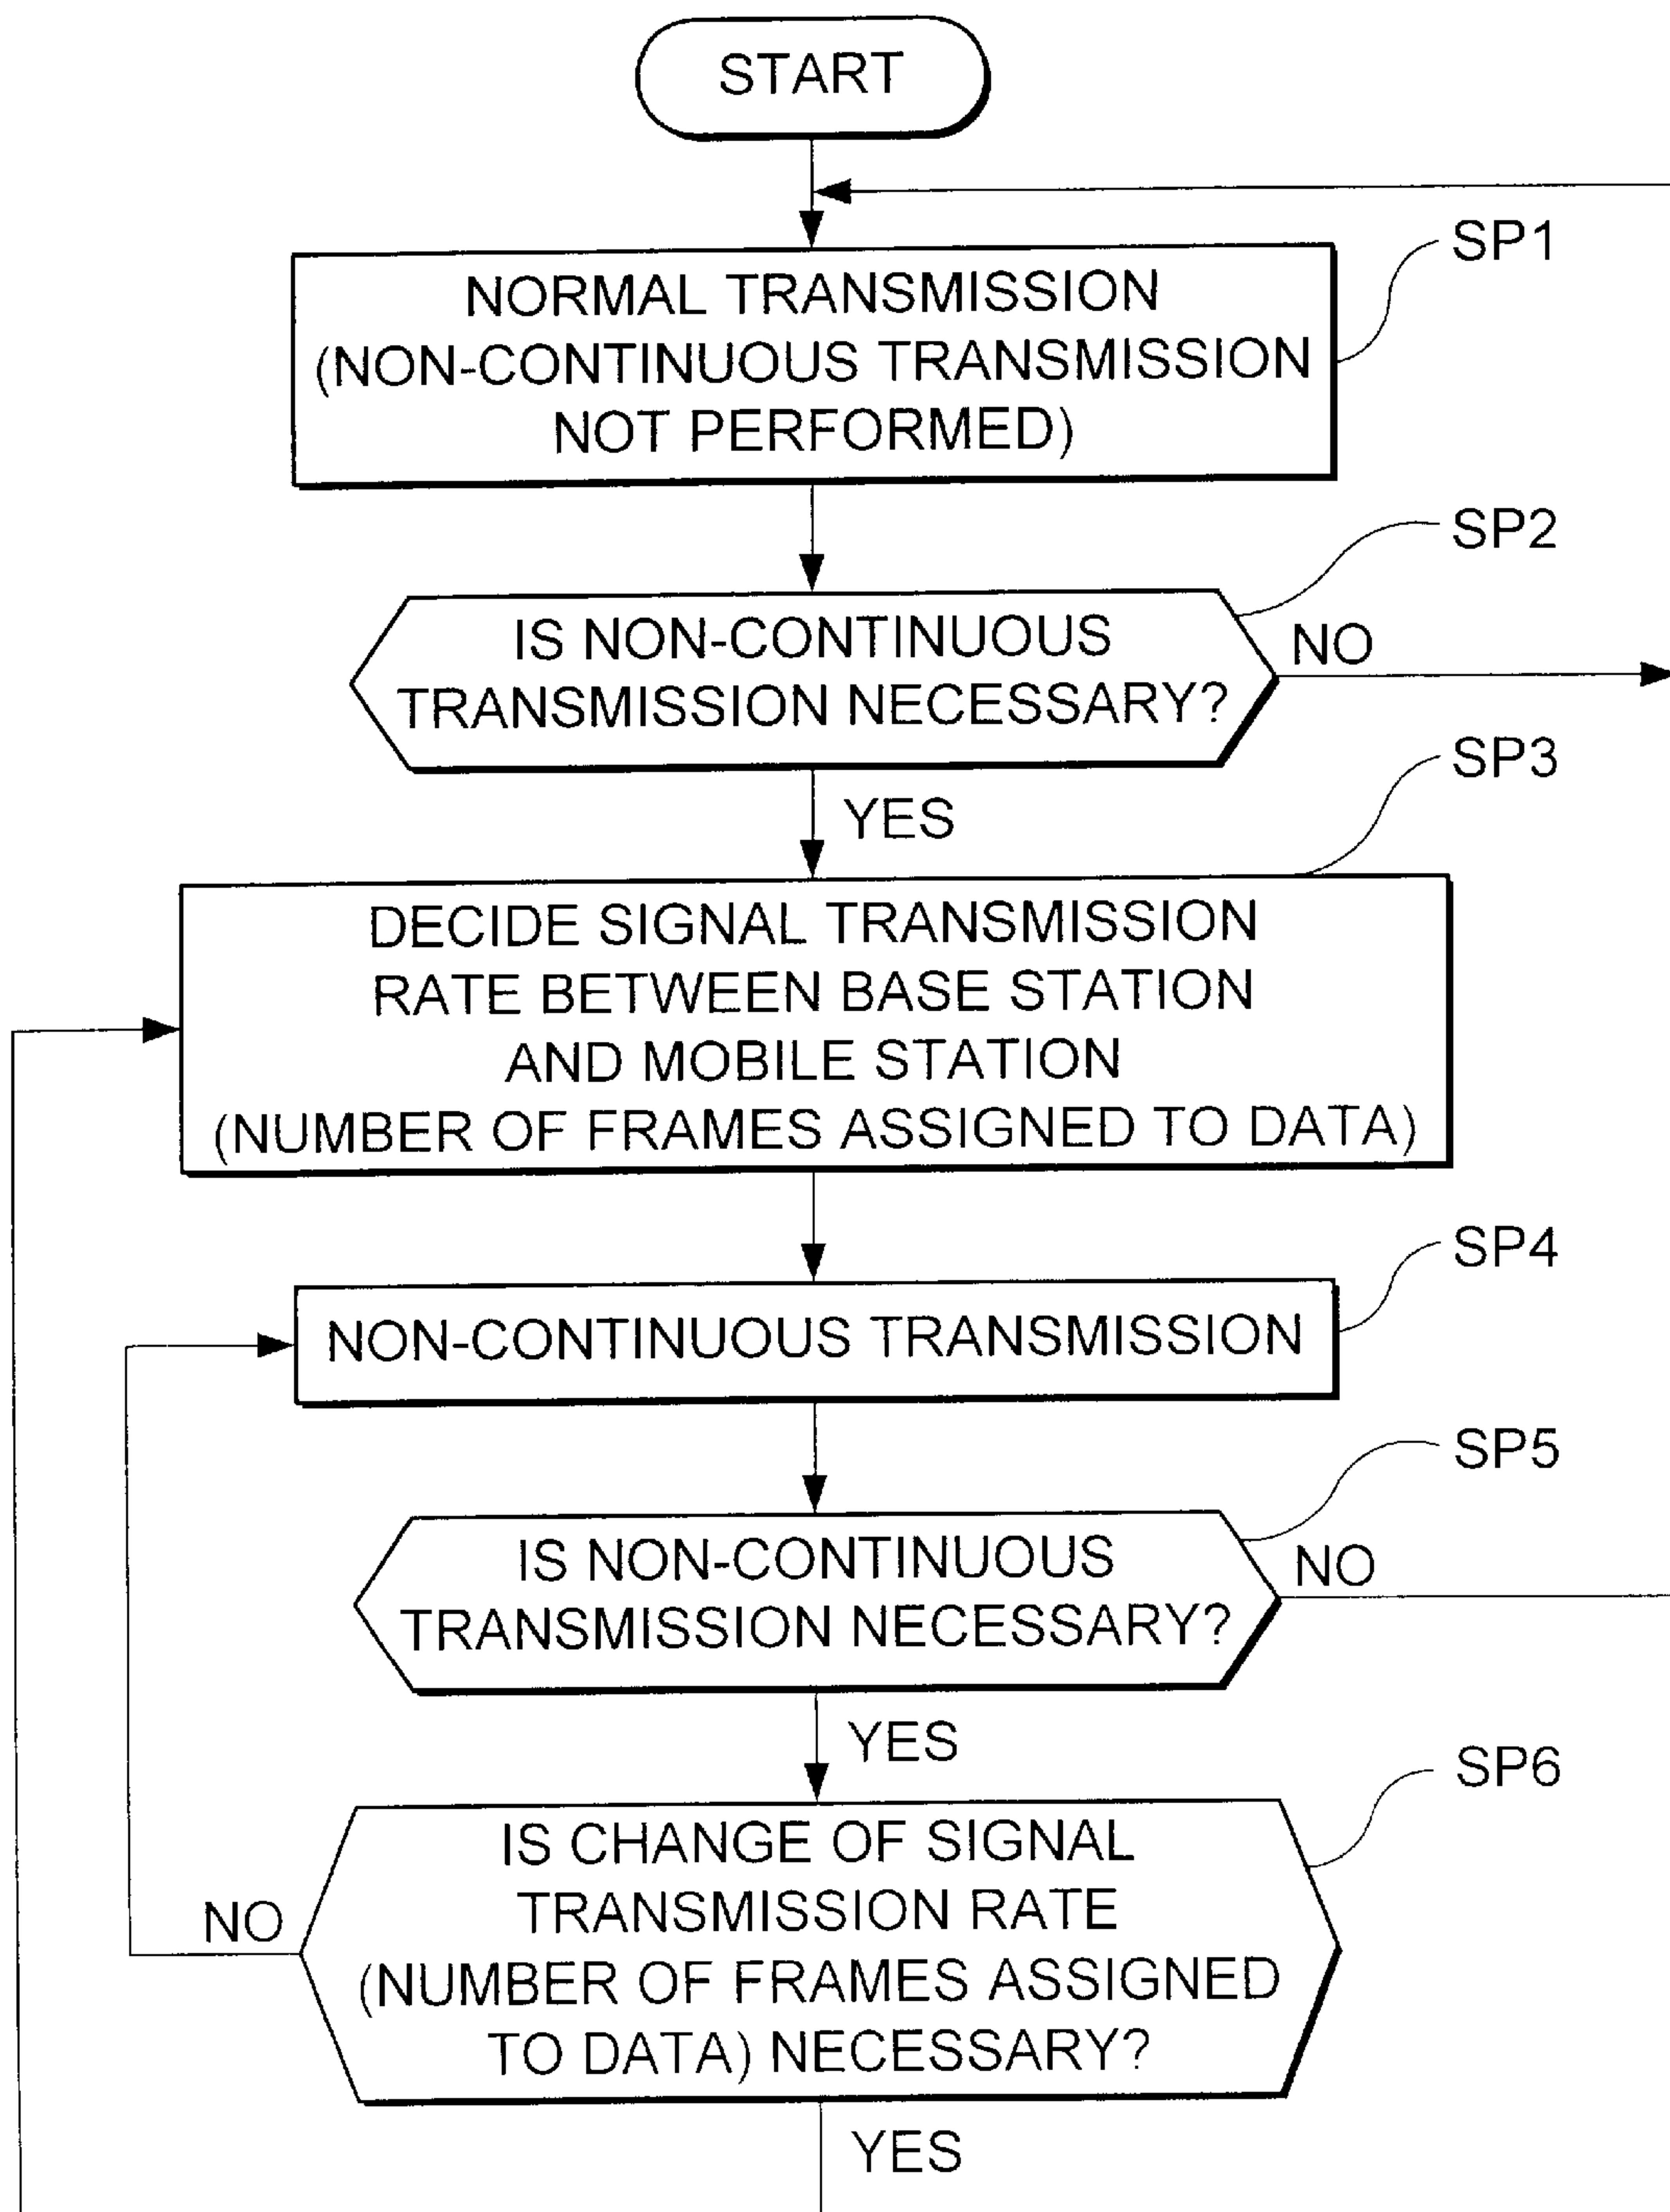 START
SP1
NORMAL TRANSMISSION
(NON-CONTINUOUS TRANSMISSION
NOT PERFORMED)
SP2
IS NON-CONTINUOUS
TRANSMISSION NECESSARY?
NO
YES
SP3
DECIDE SIGNAL TRANSMISSION
RATE BETWEEN BASE STATION
AND MOBILE STATION
(NUMBER OF FRAMES ASSIGNED TO DATA)
SP4
NON-CONTINUOUS TRANSMISSION
SP5
IS NON-CONTINUOUS
TRANSMISSION NECESSARY?
NO
YES
SP6
IS CHANGE OF SIGNAL
TRANSMISSION RATE
(NUMBER OF FRAMES ASSIGNED
TO DATA) NECESSARY?
NO
YES